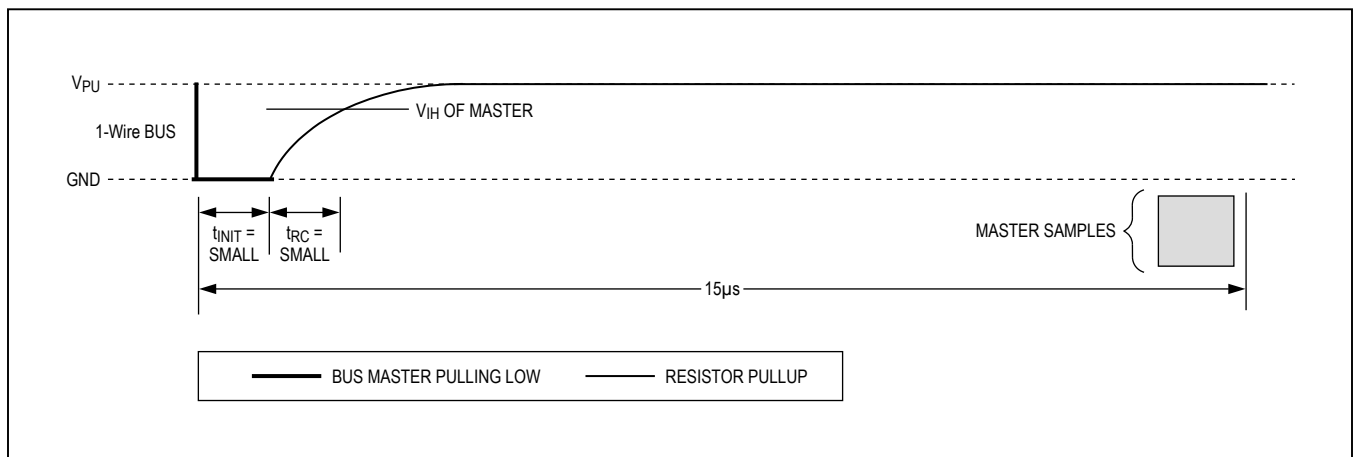 VPU
VIH OF MASTER
1-Wire BUS
GND
tINIT =
SMALL
tRC =
SMALL
MASTER SAMPLES
15µs
BUS MASTER PULLING LOW
RESISTOR PULLUP